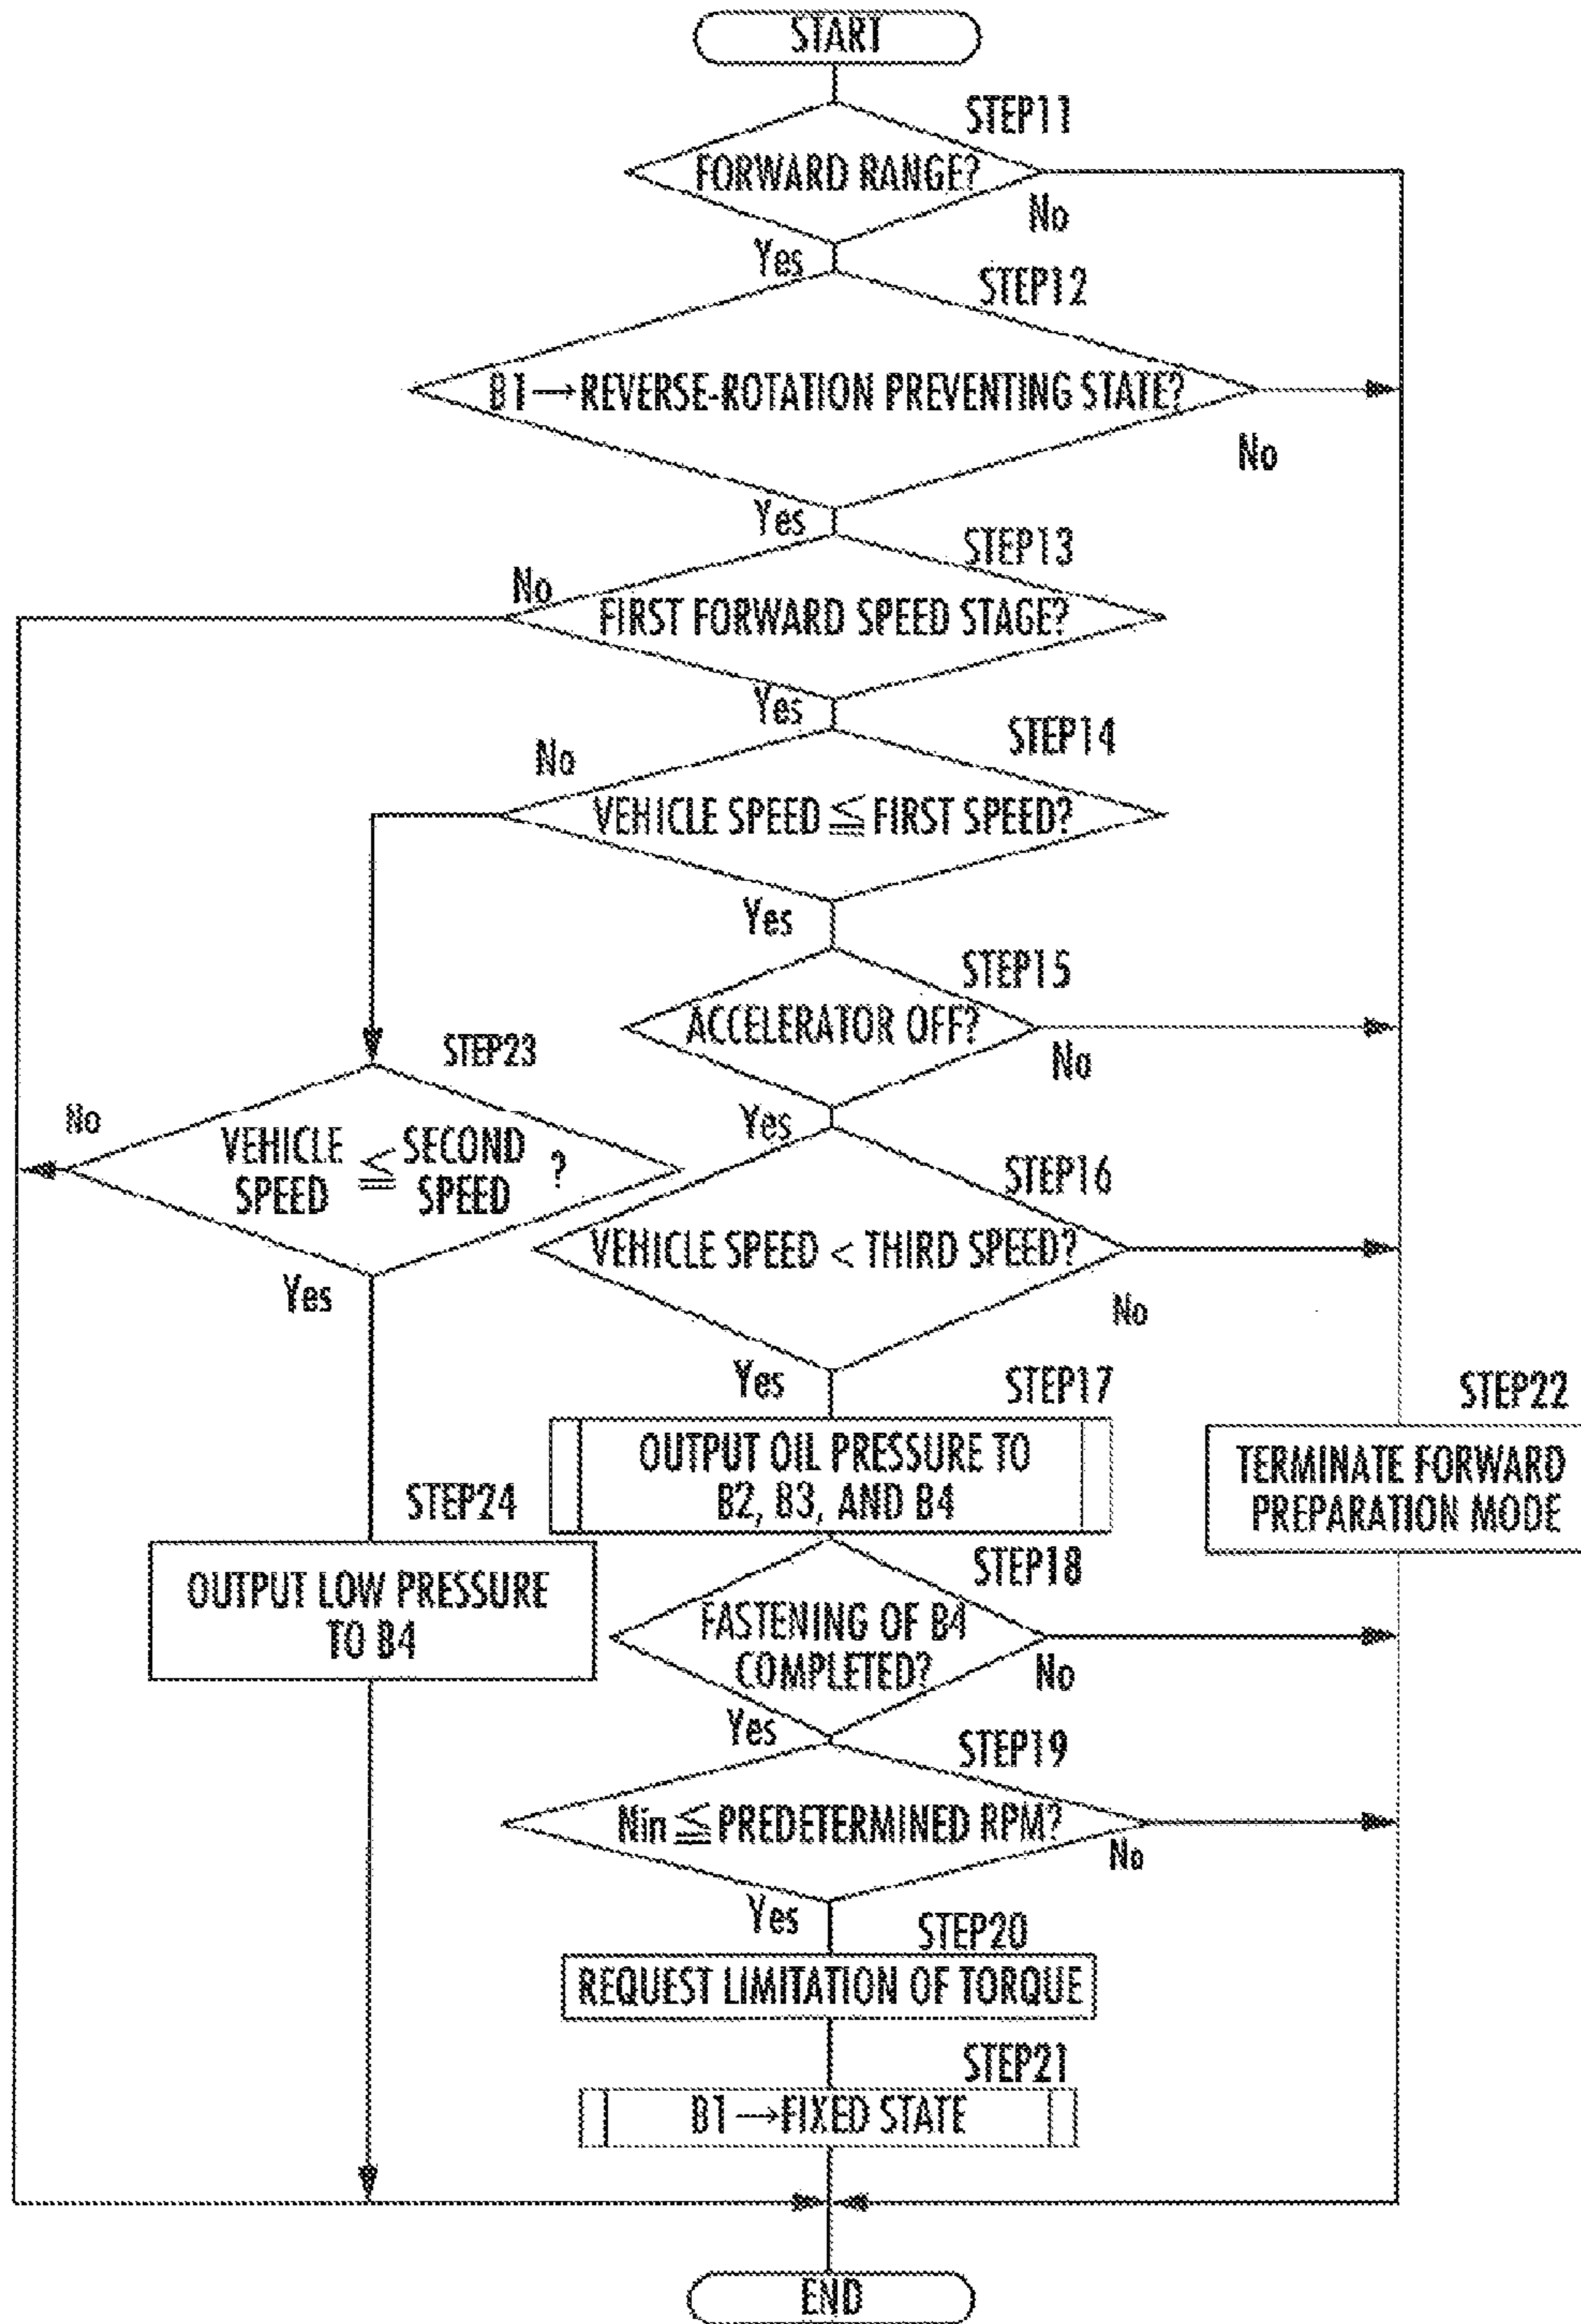 START
STEP11
FORWARD RANGE?
No
Yes
STEP12
B1→REVERSE-ROTATION PREVENTING STATE?
No
Yes
STEP13
No
FIRST FORWARD SPEED STAGE?
Yes
STEP14
No
VEHICLE SPEED ≦ FIRST SPEED?
Yes
STEP15
ACCELERATOR OFF?
No
Yes
STEP23
No
VEHICLE SPEED ≦ SECOND SPEED ?
Yes
STEP16
VEHICLE SPEED < THIRD SPEED?
No
Yes
STEP17
OUTPUT OIL PRESSURE TO
B2, B3, AND B4
STEP22
TERMINATE FORWARD
PREPARATION MODE
STEP24
OUTPUT LOW PRESSURE
TO B4
STEP18
FASTENING OF B4
COMPLETED?
No
Yes
STEP19
Nin ≦ PREDETERMINED RPM?
No
Yes
STEP20
REQUEST LIMITATION OF TORQUE
STEP21
B1→FIXED STATE
END